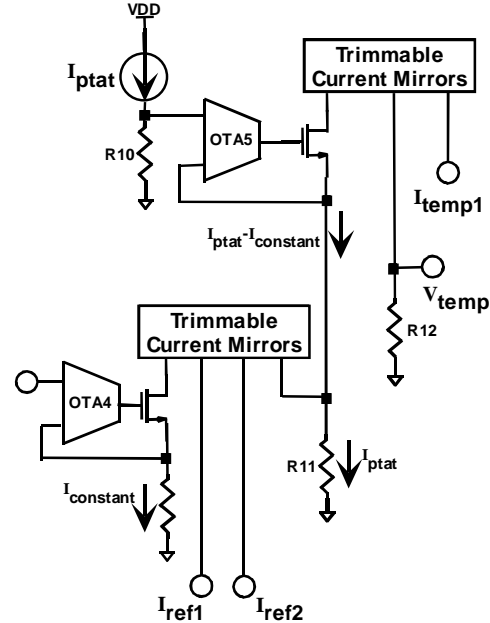 VDD
Iptat
R10
OTA5
Trimmable
Current Mirrors
Itemp1
Iptat-Iconstant
Vtemp
R12
Trimmable
Current Mirrors
OTA4
Iconstant
R11
Iptat
Iref1
Iref2